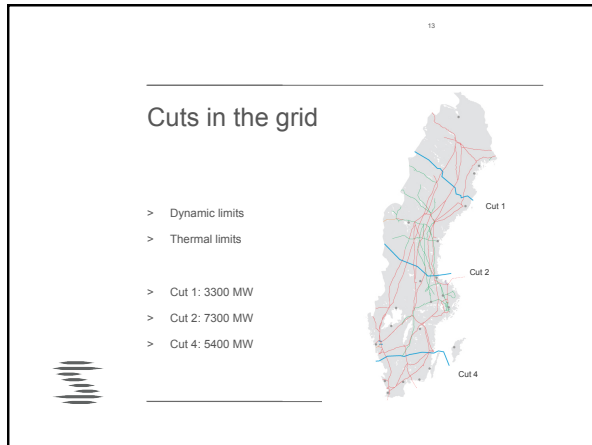 13
Cuts in the grid
> Dynamic limits
> Thermal limits
> Cut 1: 3300 MW
> Cut 2: 7300 MW
> Cut 4: 5400 MW
Cut 1
Cut 2
Cut 4